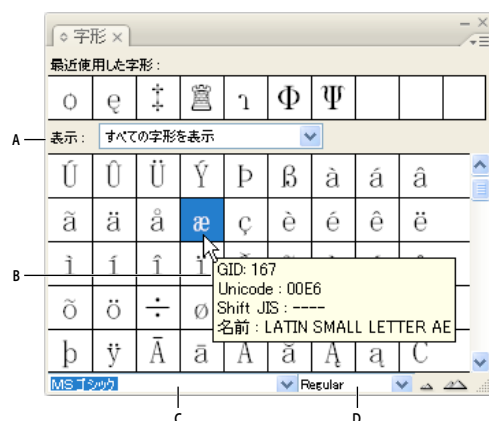 字形
最近使用した字形 :
o ę ‡ ɿ Φ Ψ
A
表示 : すべての字形を表示
Ú Û Ü Ý Þ ß à á â
ã ä å æ ç è é ê ë
B
ì í î ï
GID: 167
Unicode : 00E6
Shift JIS : ----
名前 : LATIN SMALL LETTER AE
õ ö ÷ ø
þ ÿ Ā ā Ă ă Ą ą Ć
MS ゴシック Regular
C D